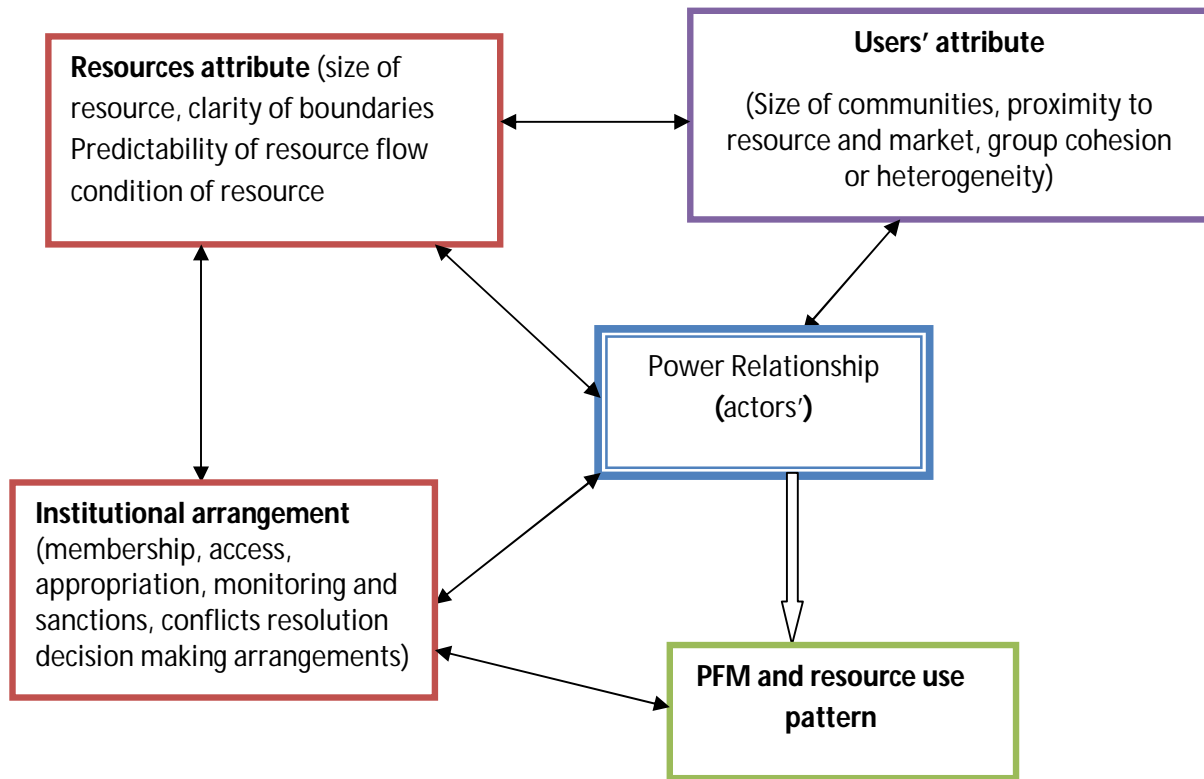 Resources attribute (size of
resource, clarity of boundaries
Predictability of resource flow
condition of resource
Users’ attribute
(Size of communities, proximity to
resource and market, group cohesion
or heterogeneity)
Power Relationship
(actors’)
Institutional arrangement
(membership, access,
appropriation, monitoring and
sanctions, conflicts resolution
decision making arrangements)
PFM and resource use
pattern